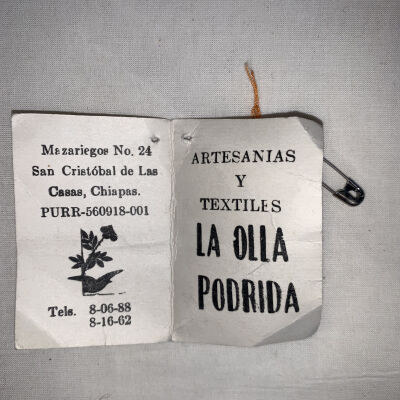 Mazariegos No. 24
San Cristóbal de Las
Casas, Chiapas.
PURR-560918-001
Tels. 8-06-88
8-16-62
ARTESANIAS
Y
TEXTILES
LA OLLA
PODRIDA